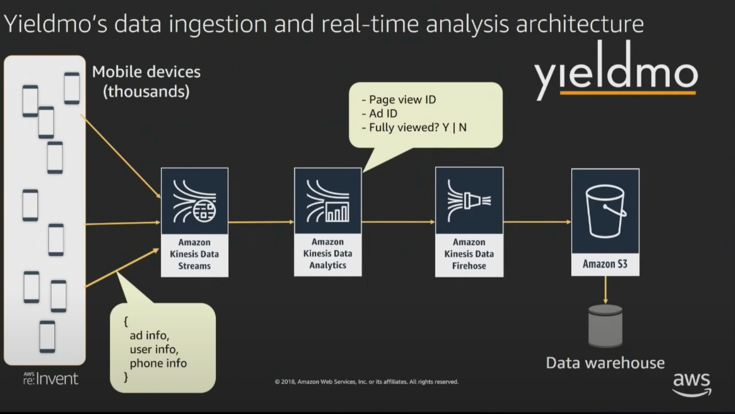 Yieldmo's data ingestion and real-time analysis architecture
yieldmo
Mobile devices
(thousands)
- Page view ID
- Ad ID
- Fully viewed? Y | N
Amazon
Kinesis Data
Streams
Amazon
Kinesis Data
Analytics
Amazon
Kinesis Data
Firehose
Amazon S3
{
ad info,
user info,
phone info
}
Data warehouse
AWS
re:Invent
© 2018, Amazon Web Services, Inc. or its affiliates. All rights reserved.
aws